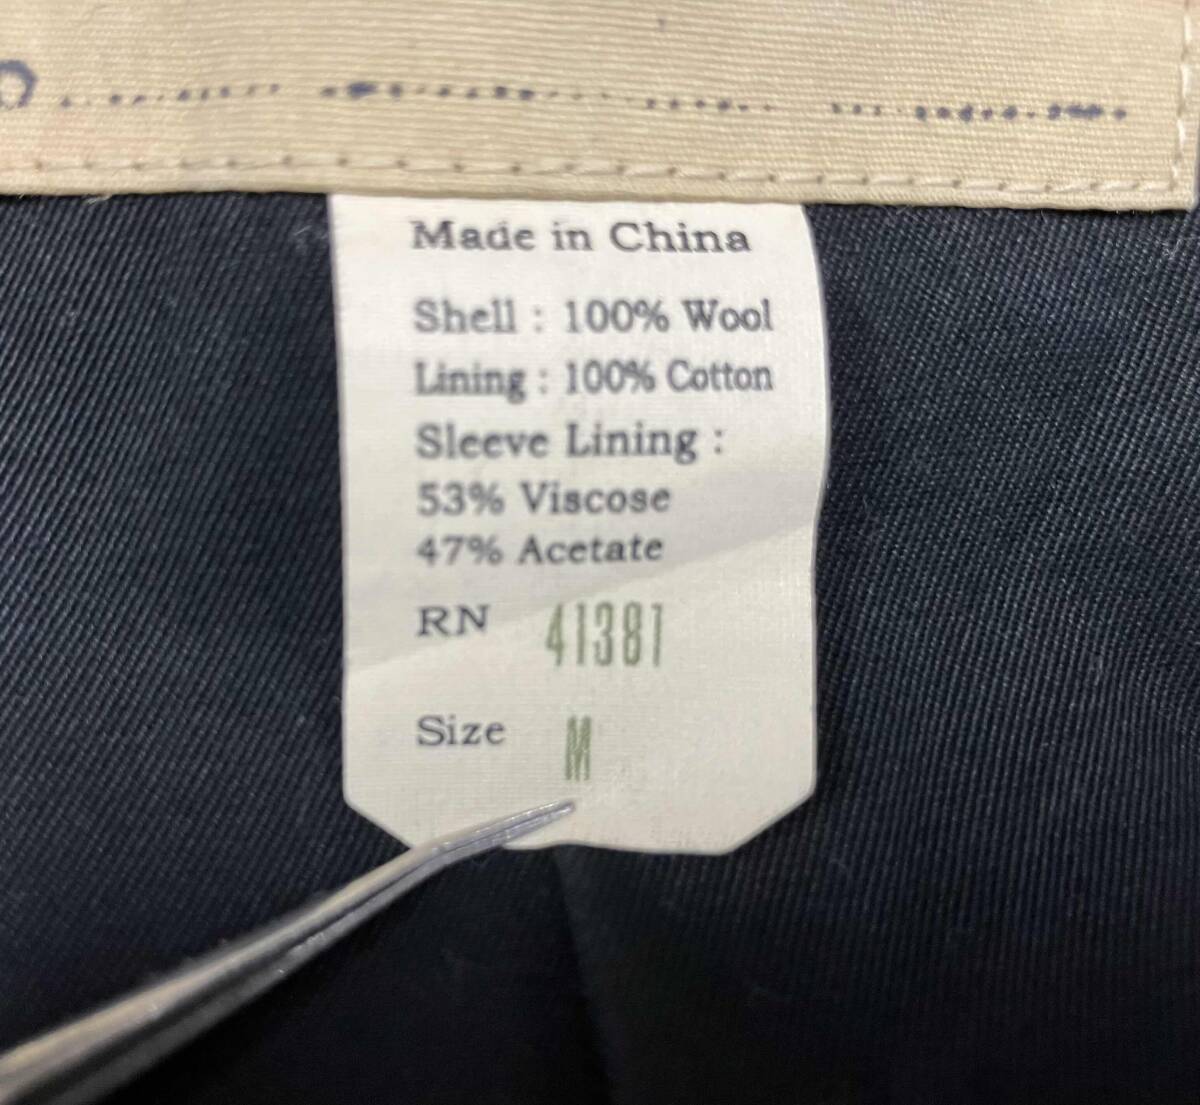 Made in China
Shell : 100% Wool
Lining : 100% Cotton
Sleeve Lining :
53% Viscose
47% Acetate
RN 41381
Size M